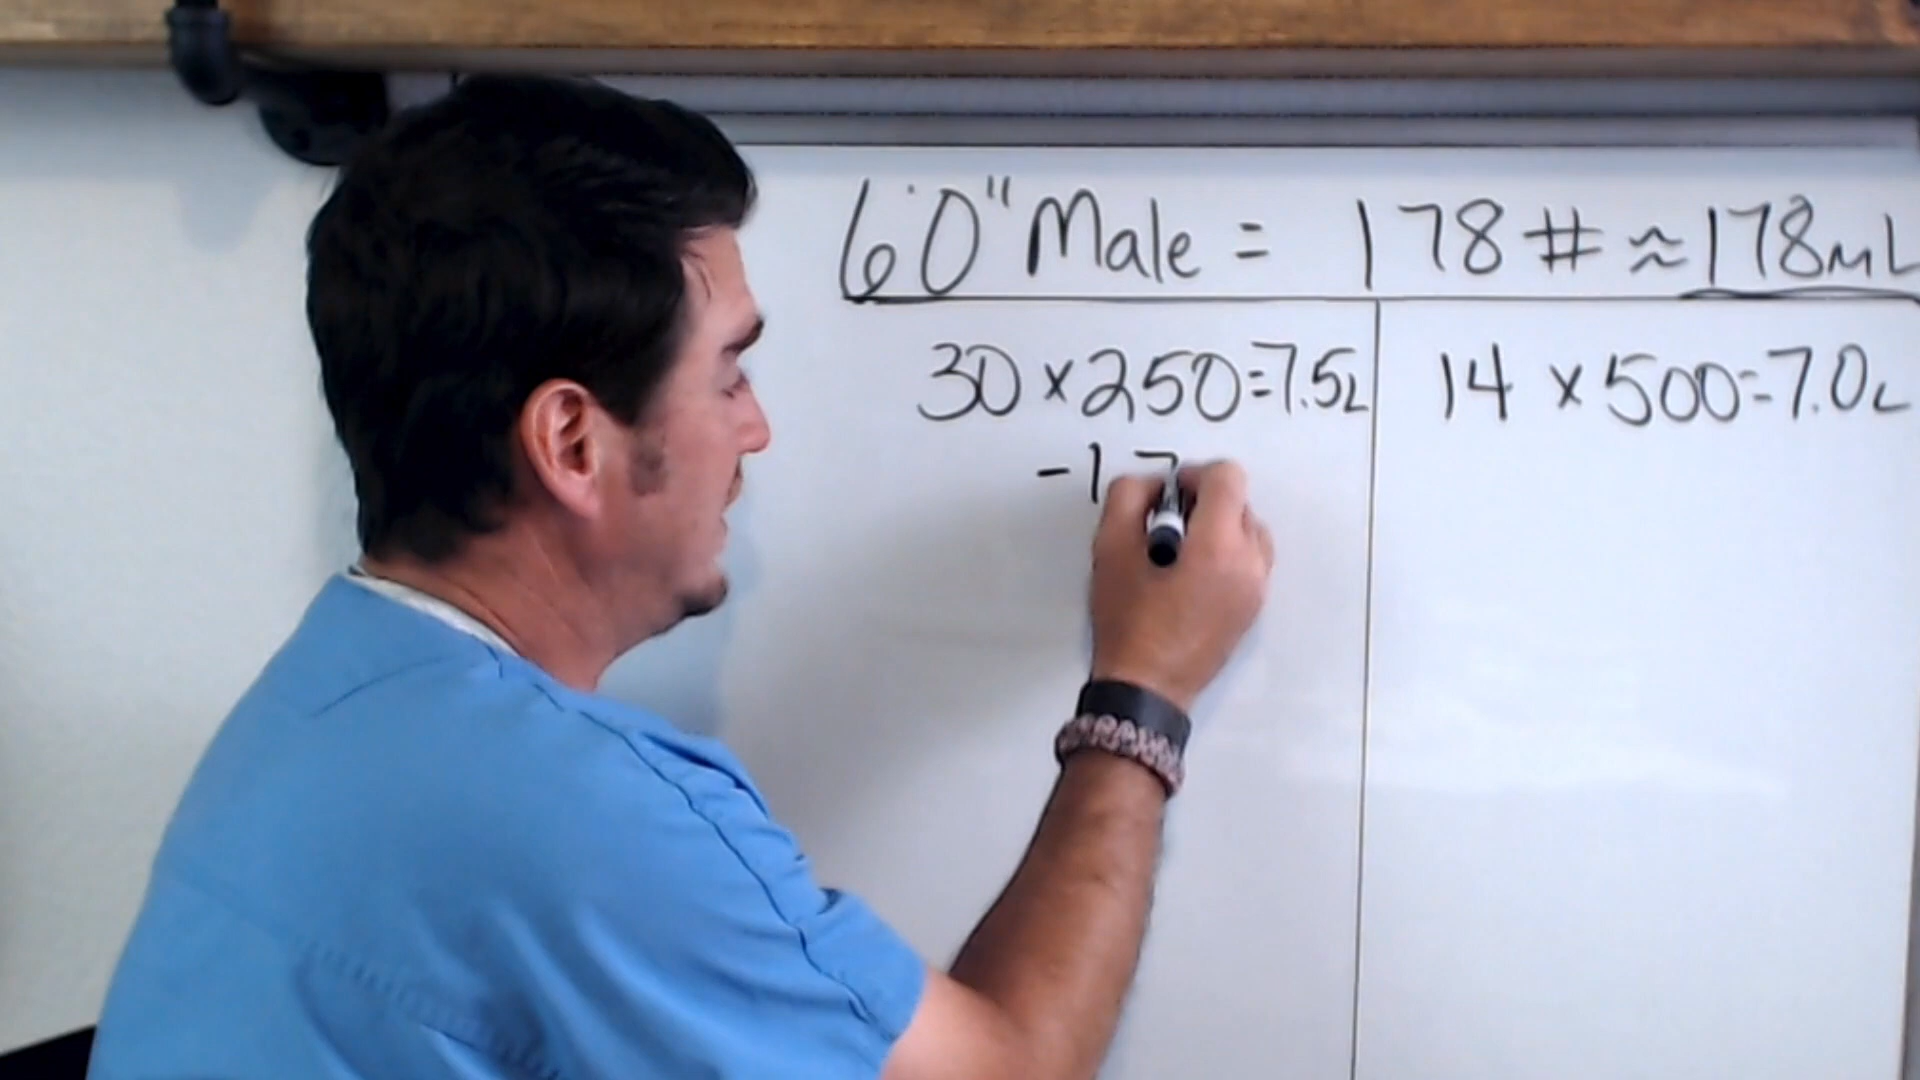 6'0" Male = 178 # ≈ 178mL
30 x 250=7.5L
-17
14 x 500=7.0L